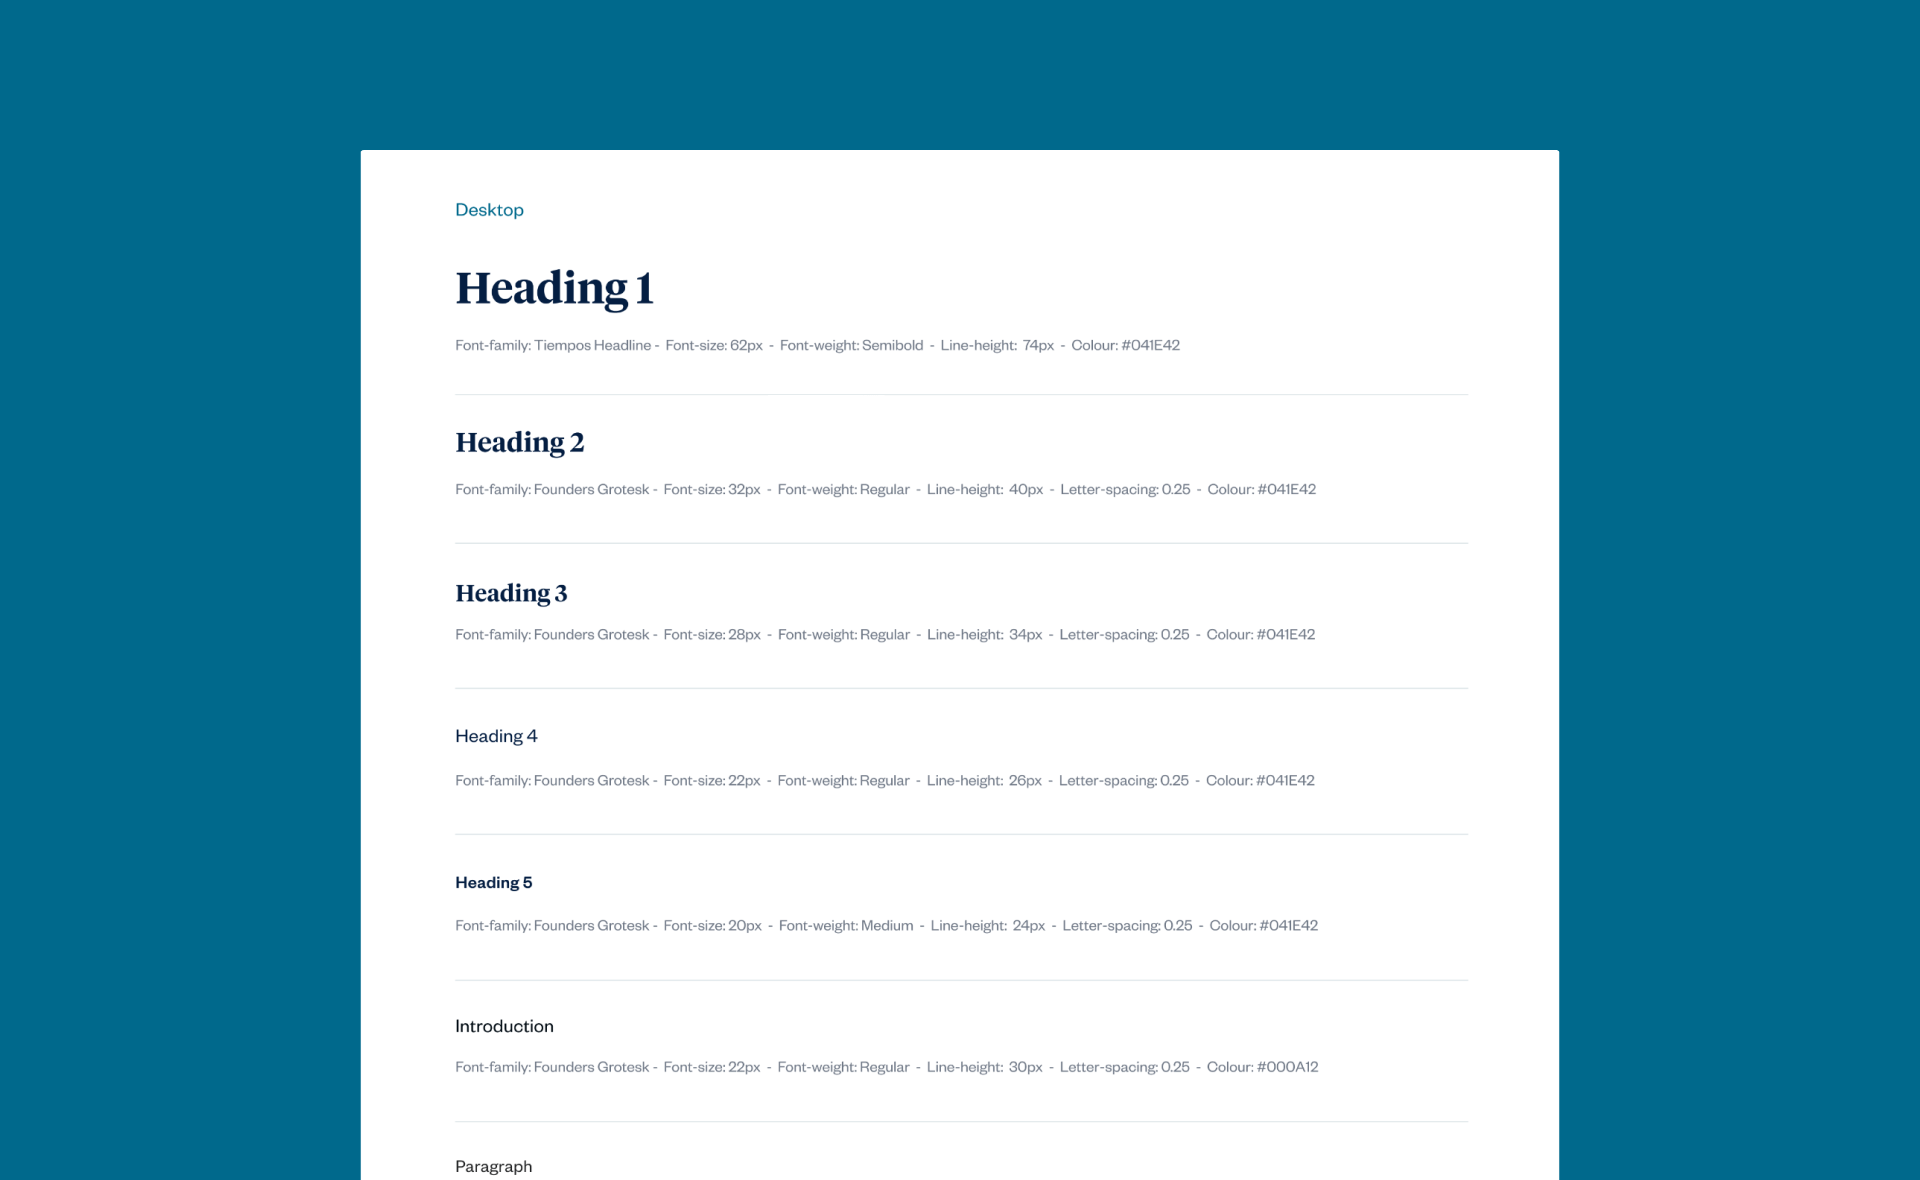 Desktop
Heading 1
Font-family: Tiempos Headline - Font-size: 62px - Font-weight: Semibold - Line-height: 74px - Colour: #041E42
Heading 2
Font-family: Founders Grotesk - Font-size: 32px - Font-weight: Regular - Line-height: 40px - Letter-spacing: 0.25 - Colour: #041E42
Heading 3
Font-family: Founders Grotesk - Font-size: 28px - Font-weight: Regular - Line-height: 34px - Letter-spacing: 0.25 - Colour: #041E42
Heading 4
Font-family: Founders Grotesk - Font-size: 22px - Font-weight: Regular - Line-height: 26px - Letter-spacing: 0.25 - Colour: #041E42
Heading 5
Font-family: Founders Grotesk - Font-size: 20px - Font-weight: Medium - Line-height: 24px - Letter-spacing: 0.25 - Colour: #041E42
Introduction
Font-family: Founders Grotesk - Font-size: 22px - Font-weight: Regular - Line-height: 30px - Letter-spacing: 0.25 - Colour: #000A12
Paragraph